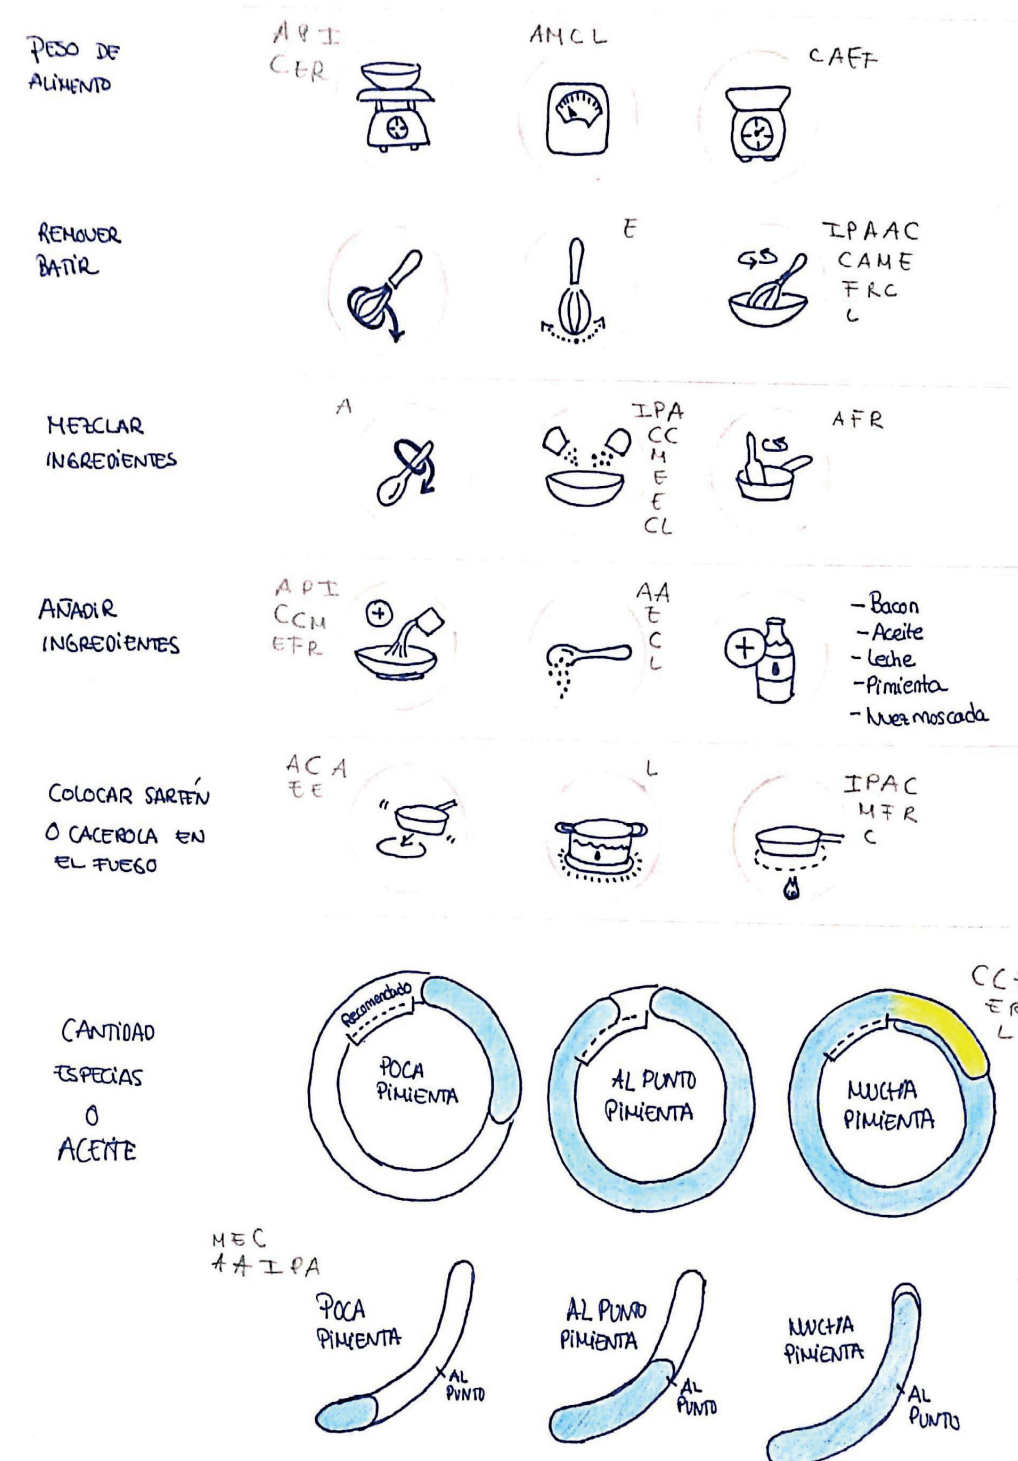 PESO DE
ALIMENTO
API
CER
AMCL
CAEF
REMOVER
BATIR
E
IPAAC
CAME
FRC
L
MEZCLAR
INGREDIENTES
A
IPA
CC
M
E
E
CL
AFR
AÑADIR
INGREDIENTES
API
CCM
EFR
AA
E
C
L
- Bacon
- Aceite
- Leche
- Pimienta
- Nuez moscada
COLOCAR SARTÉN
O CACEROLA EN
EL FUEGO
ACA
EE
L
IPAC
MFR
C
CANTIDAD
ESPECIAS
O
ACEITE
Recomendado
POCA
PIMIENTA
AL PUNTO
PIMIENTA
MUCHA
PIMIENTA
L
MEC
AAIPA
POCA
PIMIENTA
AL
PUNTO
AL PUNTO
PIMIENTA
AL
PUNTO
MUCHA
PIMIENTA
AL
PUNTO